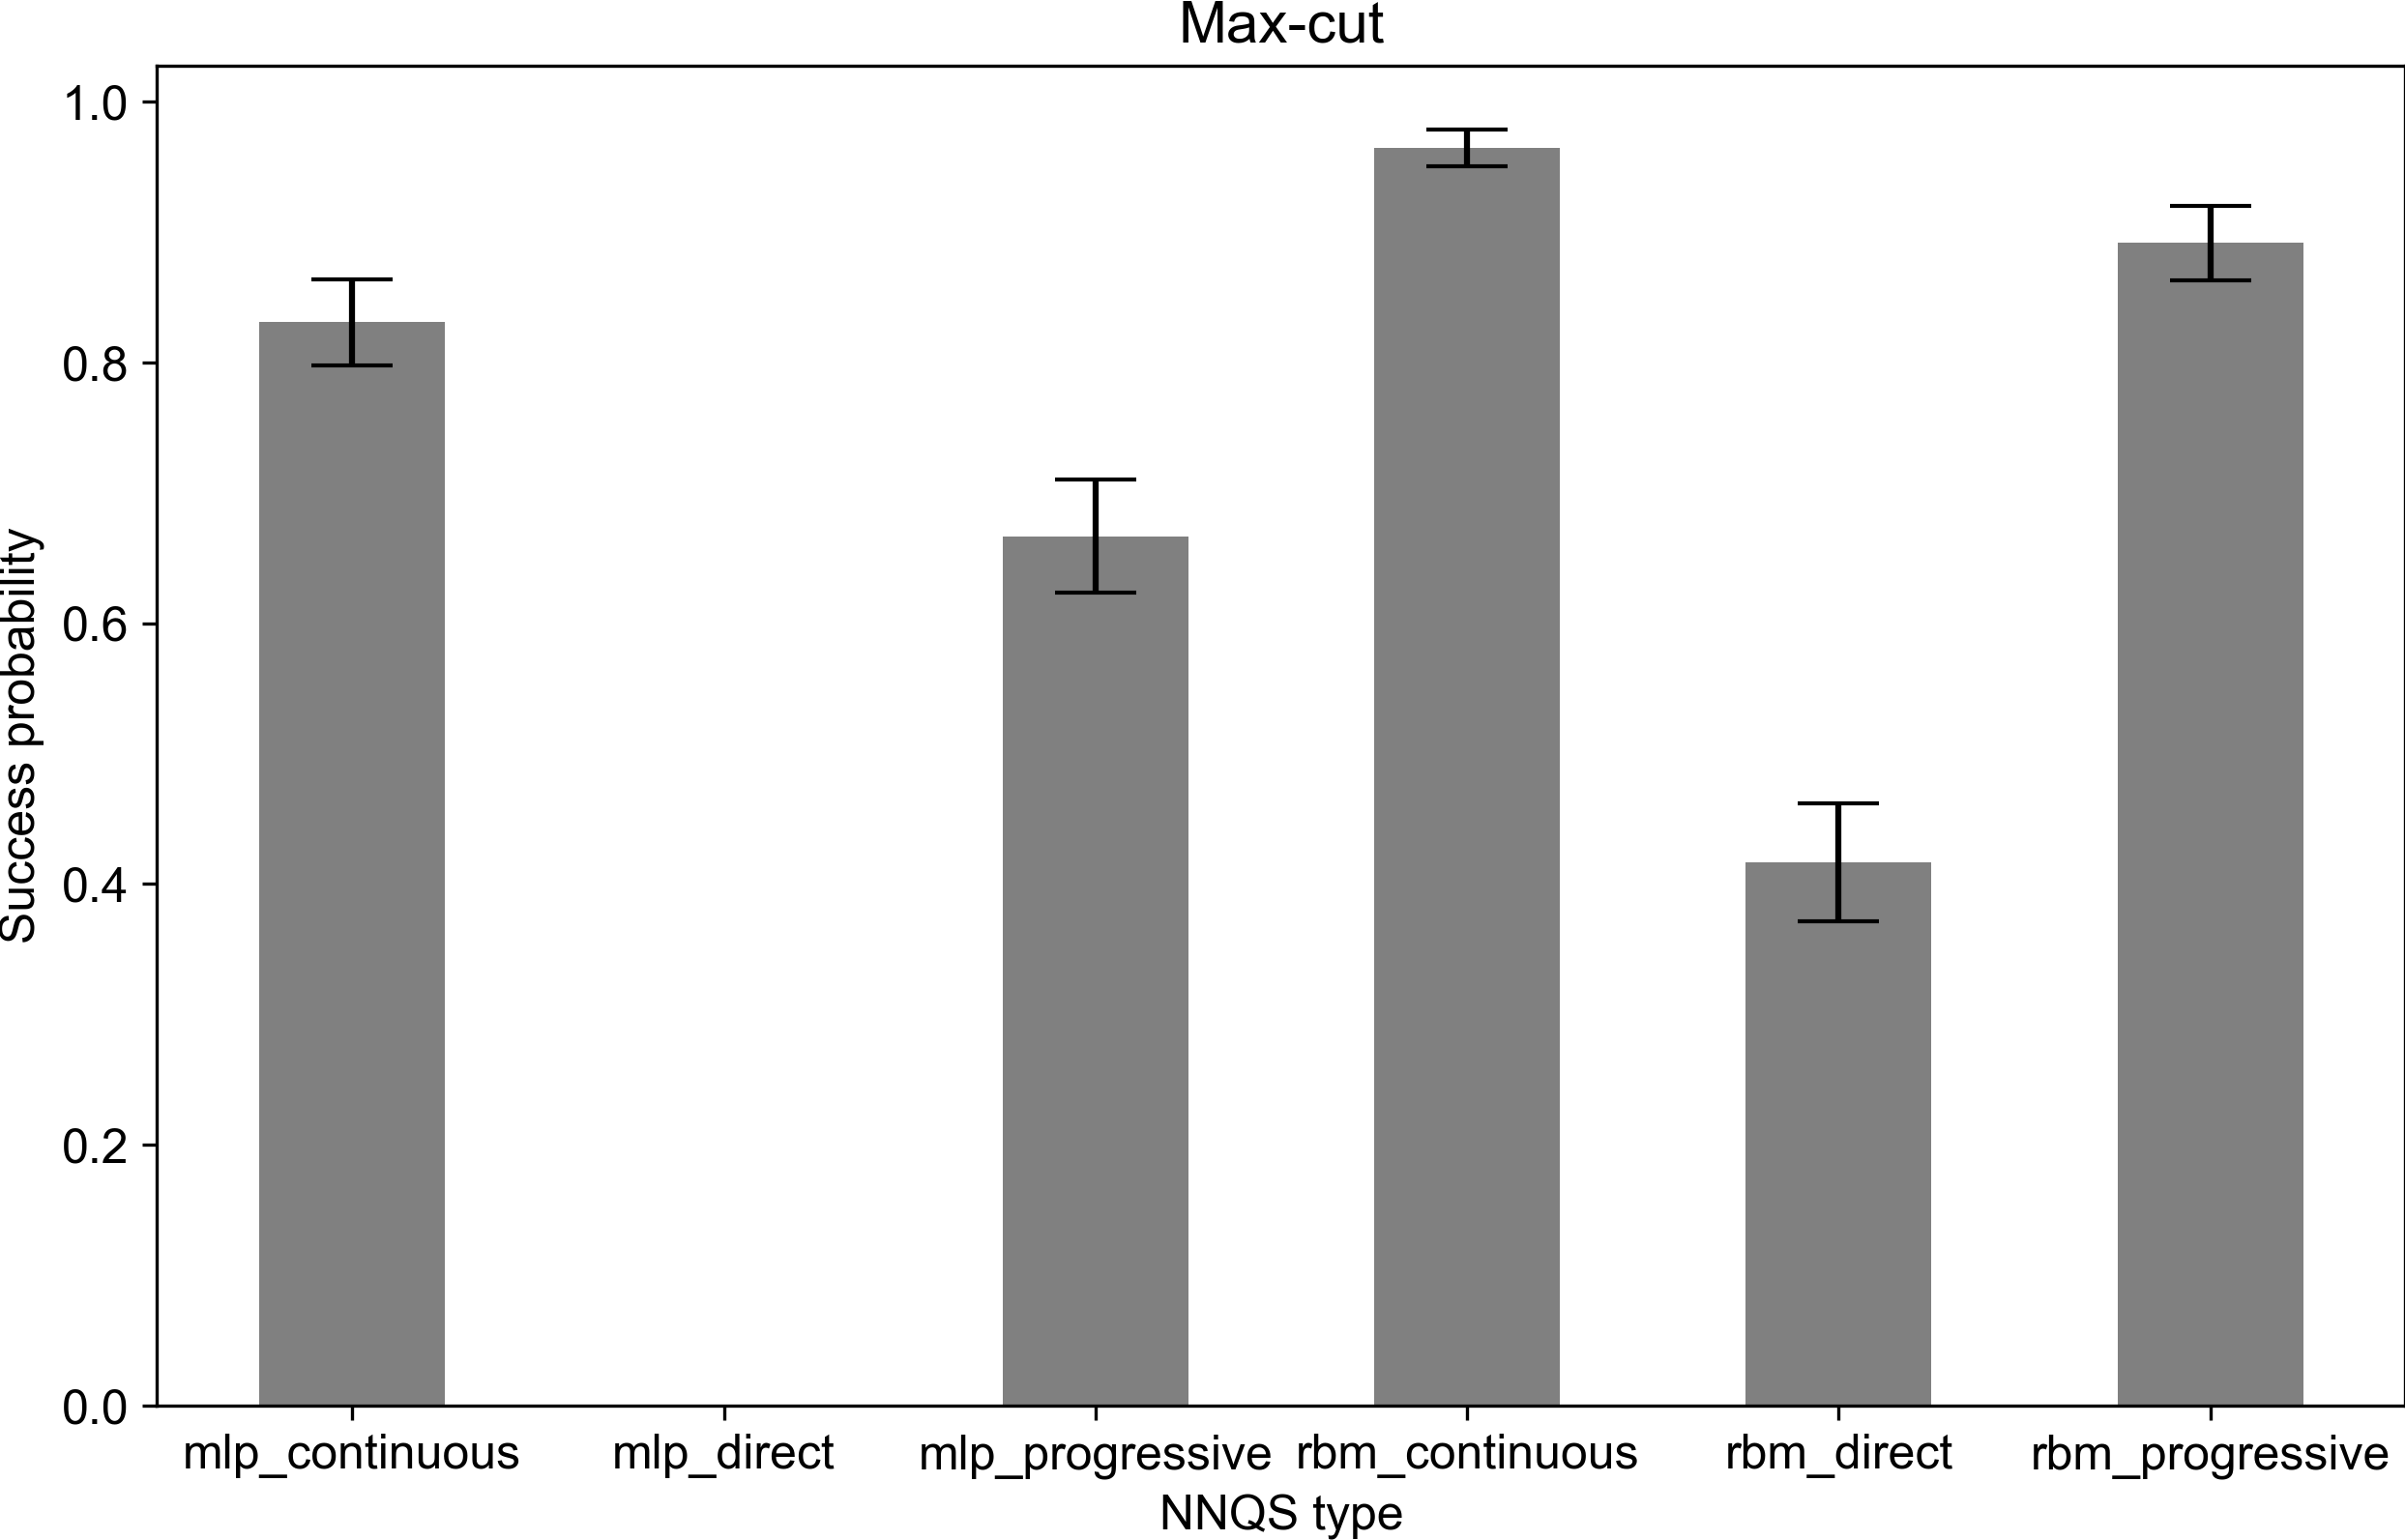 Max-cut
1.0
0.8
0.6
0.4
0.2
0.0
Success probability
mlp_continuous mlp_direct mlp_progressive rbm_continuous rbm_direct rbm_progressive
NNQS type